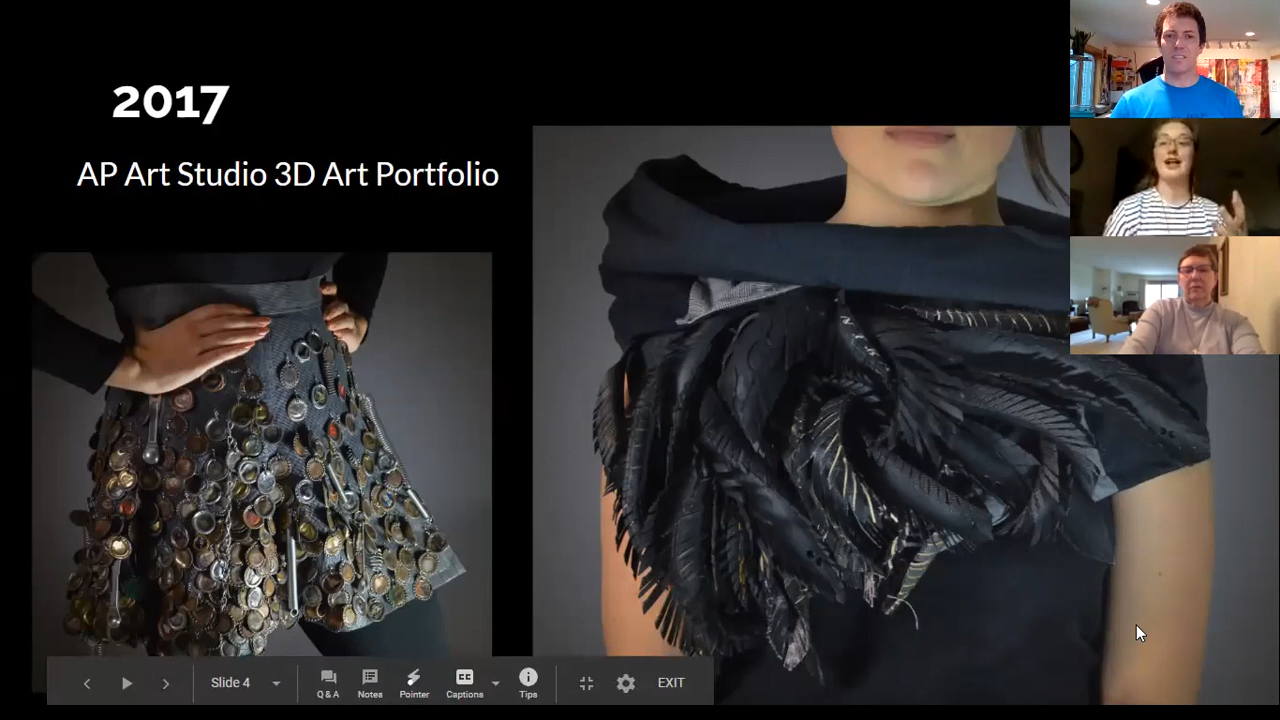 2017
AP Art Studio 3D Art Portfolio
Slide 4
Q & A
Notes
Pointer
Captions
Tips
EXIT